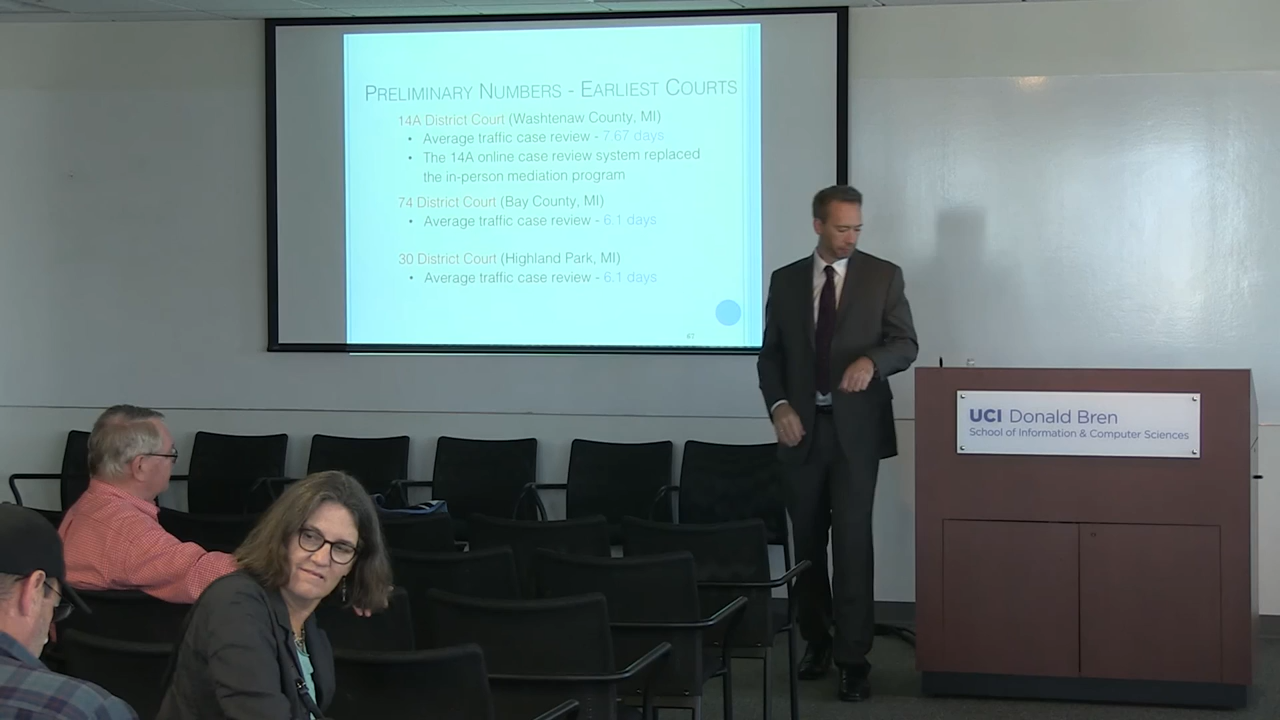 PRELIMINARY NUMBERS - EARLIEST COURTS
14A District Court (Washtenaw County, MI)
• Average traffic case review - 7.67 days
• The 14A online case review system replaced
the in-person mediation program
74 District Court (Bay County, MI)
• Average traffic case review - 6.1 days
30 District Court (Highland Park, MI)
• Average traffic case review - 6.1 days
67
UCI Donald Bren
School of Information & Computer Sciences